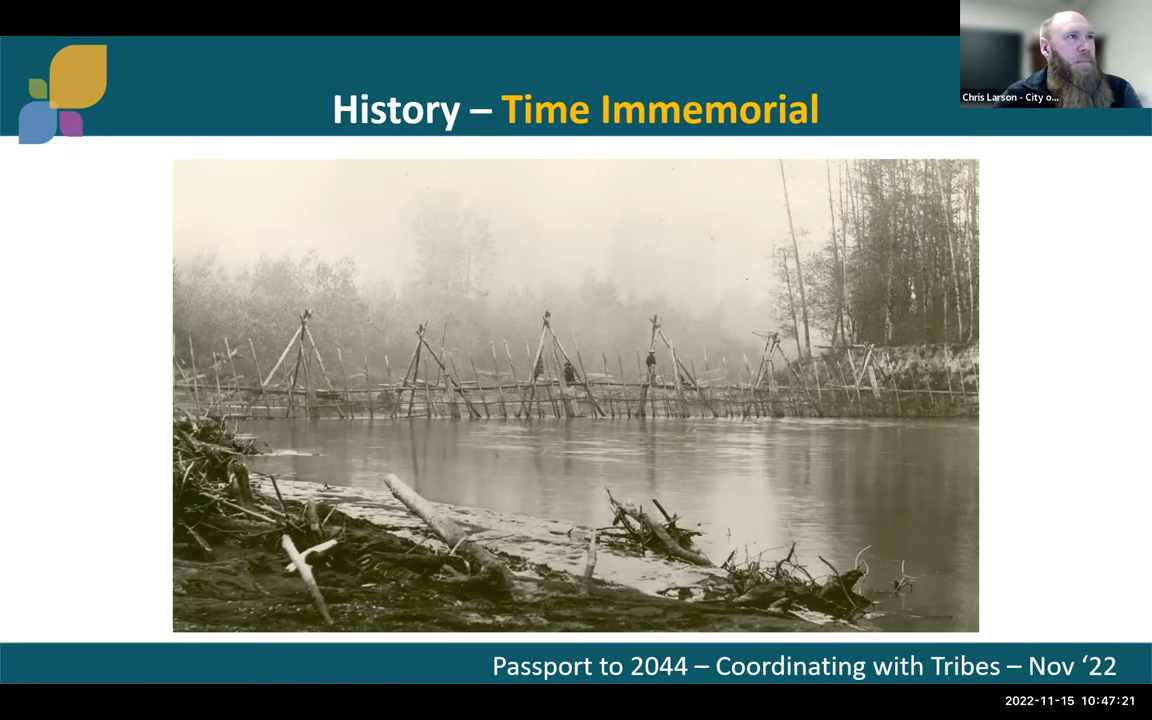 Chris Larson - City o...
History – Time Immemorial
Passport to 2044 – Coordinating with Tribes – Nov ‘22
2022-11-15 10:47:21